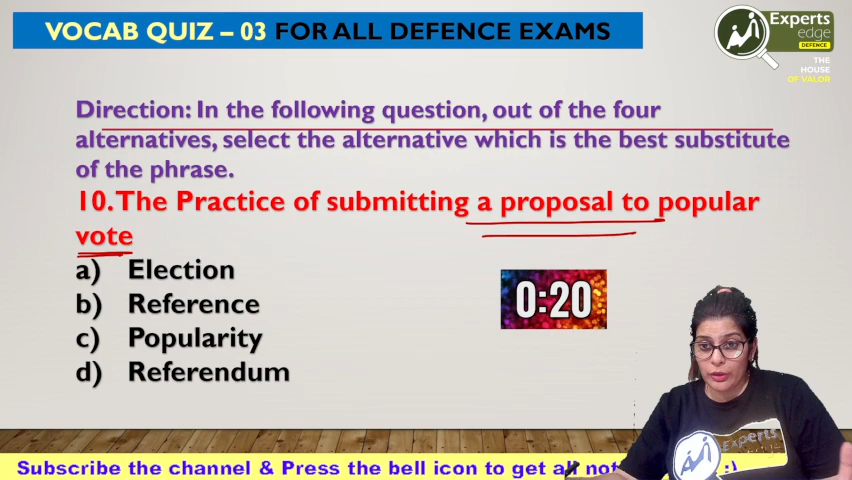 VOCAB QUIZ – 03 FOR ALL DEFENCE EXAMS
Experts
edge
DEFENCE
THE
HOUSE
OF VALOR
Direction: In the following question, out of the four
alternatives, select the alternative which is the best substitute
of the phrase.
10. The Practice of submitting a proposal to popular
vote
a) Election
b) Reference
c) Popularity
d) Referendum
0:20
Experts
Subscribe the channel & Press the bell icon to get all :)